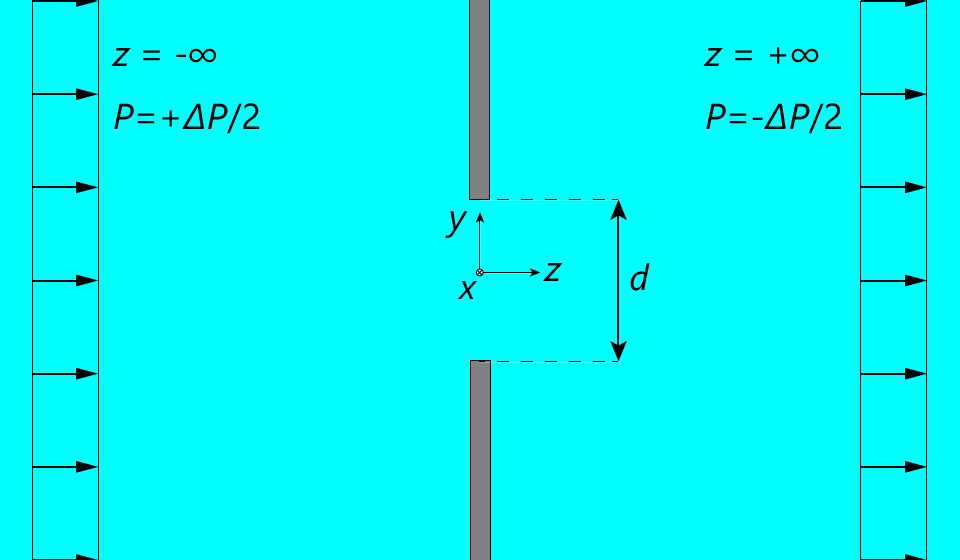 z = -∞
z = +∞
P=+ΔP/2
P=-ΔP/2
y
z
x
d